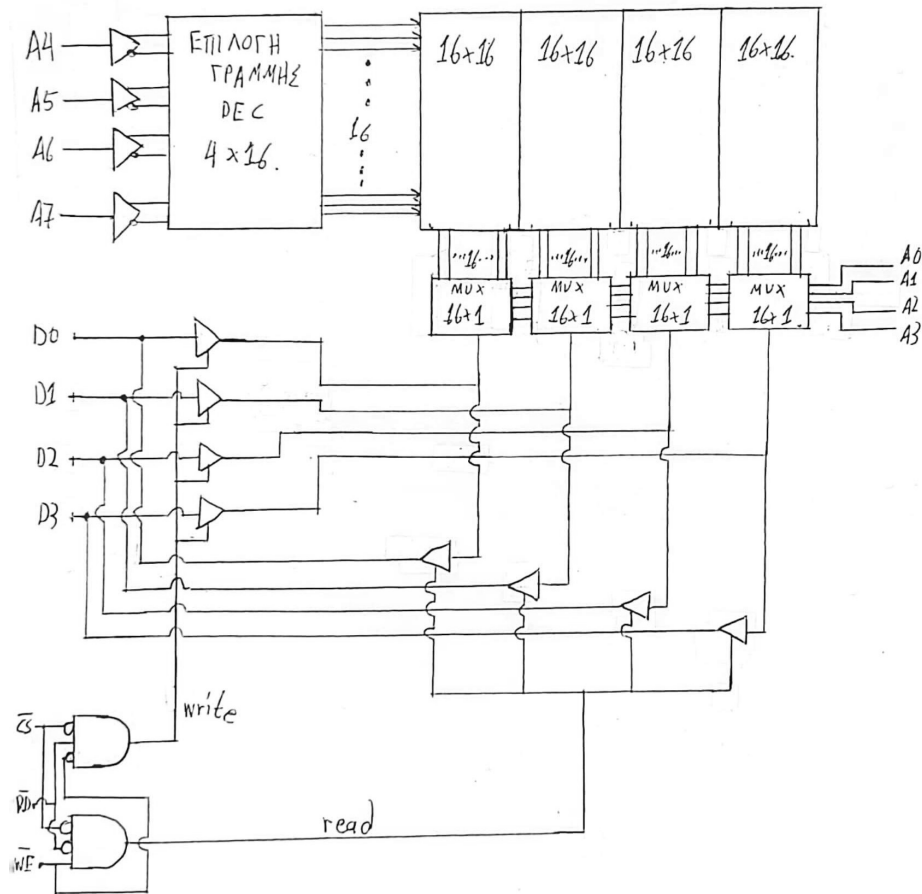 A4
A5
A6
A7
ΕΠΙΛΟΓΗ
ΓΡΑΜΜΗΣ
DEC
4×16.
16
16×16
16×16
16×16
16×16.
...16...
...16...
...16...
...16...
MUX
16×1
MUX
16×1
MUX
16×1
MUX
16×1
A0
A1
A2
A3
D0
D1
D2
D3
write
C̅S̅
R̅D̅
W̅E̅
read